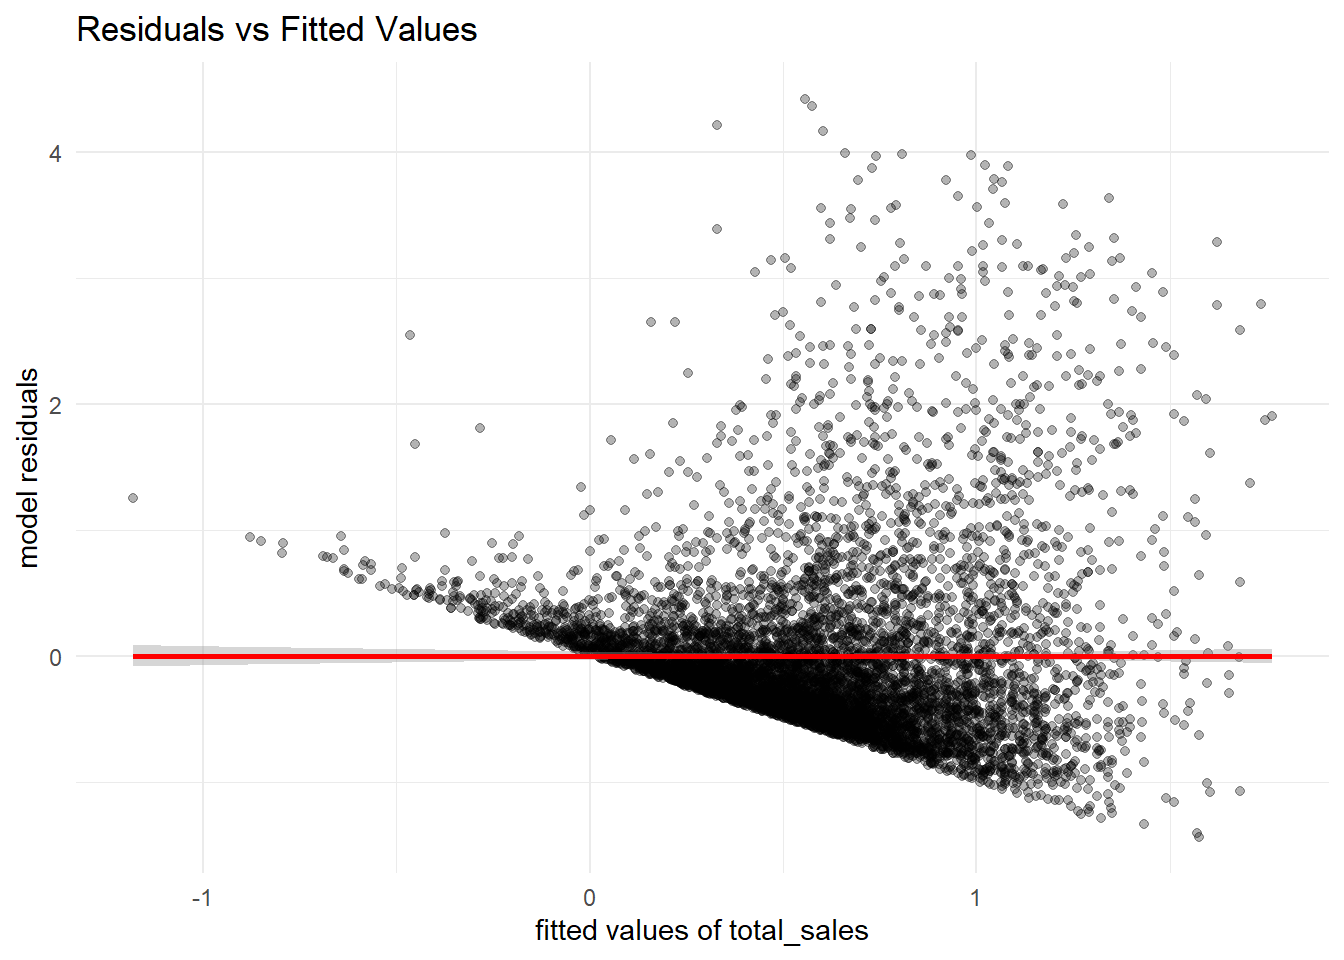 Residuals vs Fitted Values
4
2
0
model residuals
-1 0 1
fitted values of total_sales